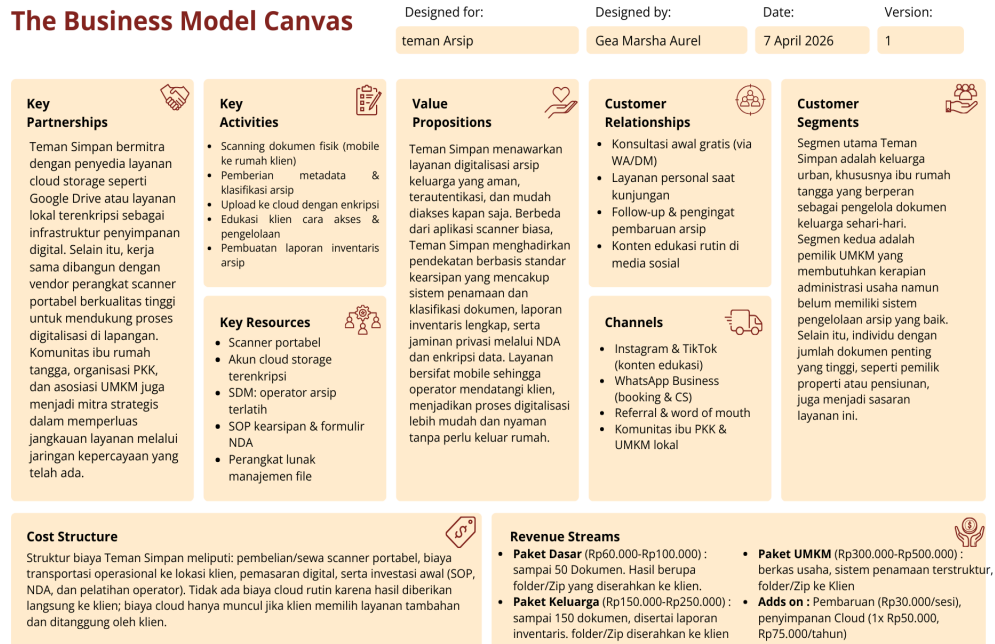 The Business Model Canvas
Designed for:
teman Arsip
Designed by:
Gea Marsha Aurel
Date:
7 April 2026
Version:
1
Key
Partnerships
Teman Simpan bermitra
dengan penyedia layanan
cloud storage seperti
Google Drive atau layanan
lokal terenkripsi sebagai
infrastruktur penyimpanan
digital. Selain itu, kerja
sama dibangun dengan
vendor perangkat scanner
portabel berkualitas tinggi
untuk mendukung proses
digitalisasi di lapangan.
Komunitas ibu rumah
tangga, organisasi PKK,
dan asosiasi UMKM juga
menjadi mitra strategis
dalam memperluas
jangkauan layanan melalui
jaringan kepercayaan yang
telah ada.
Key
Activities
• Scanning dokumen fisik (mobile
ke rumah klien)
• Pemberian metadata &
klasifikasi arsip
• Upload ke cloud dengan enkripsi
• Edukasi klien cara akses &
pengelolaan
• Pembuatan laporan inventaris
arsip
Key Resources
• Scanner portabel
• Akun cloud storage
terenkripsi
• SDM: operator arsip
terlatih
• SOP kearsipan & formulir
NDA
• Perangkat lunak
manajemen file
Value
Propositions
Teman Simpan menawarkan
layanan digitalisasi arsip
keluarga yang aman,
terautentikasi, dan mudah
diakses kapan saja. Berbeda
dari aplikasi scanner biasa,
Teman Simpan menghadirkan
pendekatan berbasis standar
kearsipan yang mencakup
sistem penamaan dan
klasifikasi dokumen, laporan
inventaris lengkap, serta
jaminan privasi melalui NDA
dan enkripsi data. Layanan
bersifat mobile sehingga
operator mendatangi klien,
menjadikan proses digitalisasi
lebih mudah dan nyaman
tanpa perlu keluar rumah.
Customer
Relationships
• Konsultasi awal gratis (via
WA/DM)
• Layanan personal saat
kunjungan
• Follow-up & pengingat
pembaruan arsip
• Konten edukasi rutin di
media sosial
Channels
• Instagram & TikTok
(konten edukasi)
• WhatsApp Business
(booking & CS)
• Referral & word of mouth
• Komunitas ibu PKK &
UMKM lokal
Customer
Segments
Segmen utama Teman
Simpan adalah keluarga
urban, khususnya ibu rumah
tangga yang berperan
sebagai pengelola dokumen
keluarga sehari-hari.
Segmen kedua adalah
pemilik UMKM yang
membutuhkan kerapian
administrasi usaha namun
belum memiliki sistem
pengelolaan arsip yang baik.
Selain itu, individu dengan
jumlah dokumen penting
yang tinggi, seperti pemilik
properti atau pensiunan,
juga menjadi sasaran
layanan ini.
Cost Structure
Struktur biaya Teman Simpan meliputi: pembelian/sewa scanner portabel, biaya
transportasi operasional ke lokasi klien, pemasaran digital, serta investasi awal (SOP,
NDA, dan pelatihan operator). Tidak ada biaya cloud rutin karena hasil diberikan
langsung ke klien; biaya cloud hanya muncul jika klien memilih layanan tambahan
dan ditanggung oleh klien.
Revenue Streams
• Paket Dasar (Rp60.000-Rp100.000) :
sampai 50 Dokumen. Hasil berupa
folder/Zip yang diserahkan ke klien.
• Paket Keluarga (Rp150.000-Rp250.000) :
sampai 150 dokumen, disertai laporan
inventaris. folder/Zip diserahkan ke klien
• Paket UMKM (Rp300.000-Rp500.000) :
berkas usaha, sistem penamaan terstruktur,
folder/Zip ke Klien
• Adds on : Pembaruan (Rp30.000/sesi),
penyimpanan Cloud (1x Rp50.000,
Rp75.000/tahun)